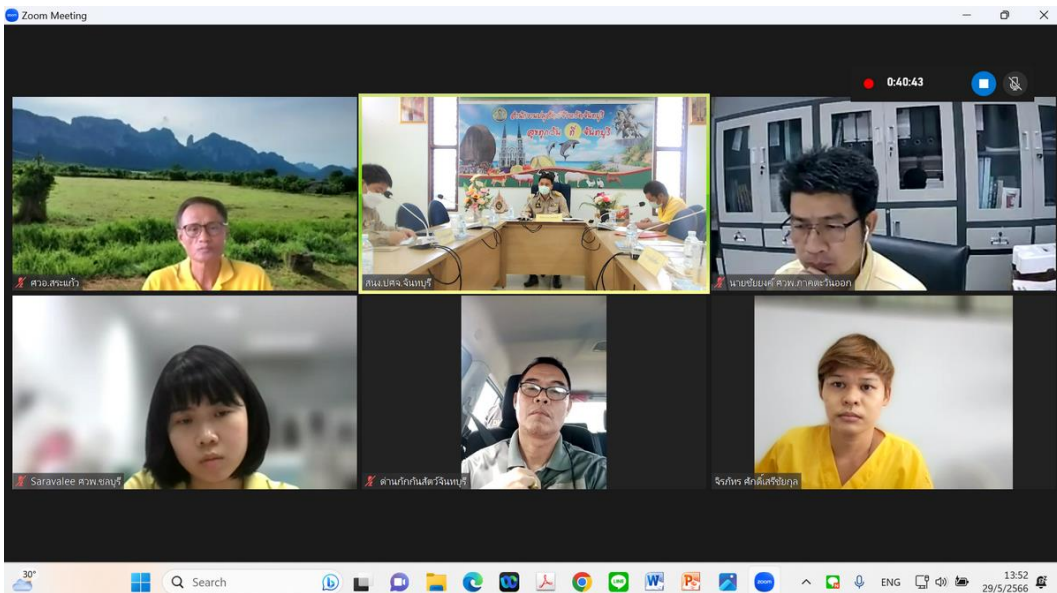 Zoom Meeting
0:40:43
ศวอ.สระแก้ว
สนง.ปศจ.จันทบุรี
นายชัยยงค์ ศวพ.ภาคตะวันออก
Saravalee ศวพ.ชลบุรี
ด่านกักกันสัตว์จันทบุรี
จิรภัทร ศักดิ์เสรีชัยกุล
30°
Search
ENG
13:52
29/5/2566